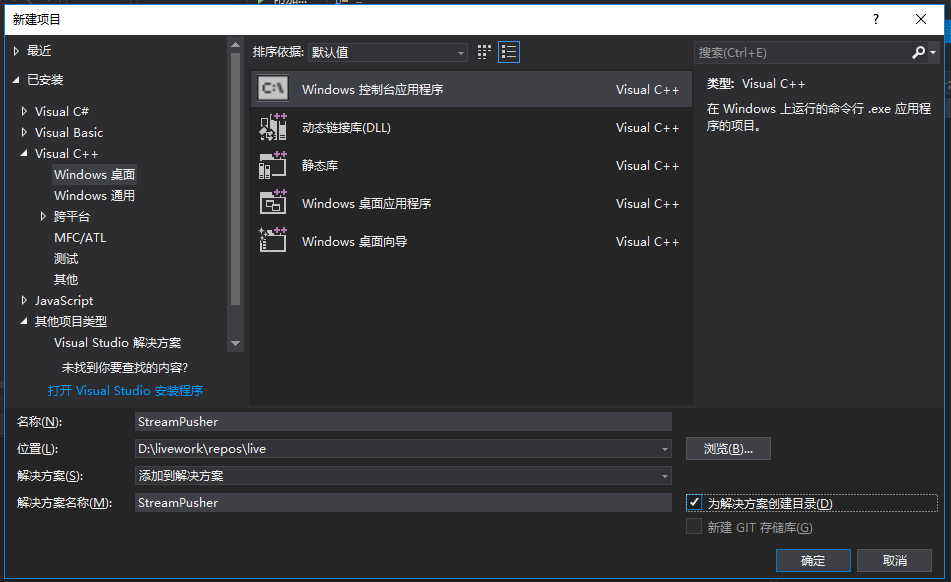 新建项目
最近
已安装
Visual C#
Visual Basic
Visual C++
Windows 桌面
Windows 通用
跨平台
MFC/ATL
测试
其他
JavaScript
其他项目类型
Visual Studio 解决方案
未找到你要查找的内容?
打开 Visual Studio 安装程序
排序依据: 默认值
Windows 控制台应用程序 Visual C++
动态链接库(DLL) Visual C++
静态库 Visual C++
Windows 桌面应用程序 Visual C++
Windows 桌面向导 Visual C++
搜索(Ctrl+E)
类型: Visual C++
在 Windows 上运行的命令行 .exe 应用程
序的项目。
名称(N): StreamPusher
位置(L): D:\livework\repos\live 浏览(B)...
解决方案(S): 添加到解决方案
解决方案名称(M): StreamPusher
为解决方案创建目录(D)
新建 GIT 存储库(G)
确定 取消